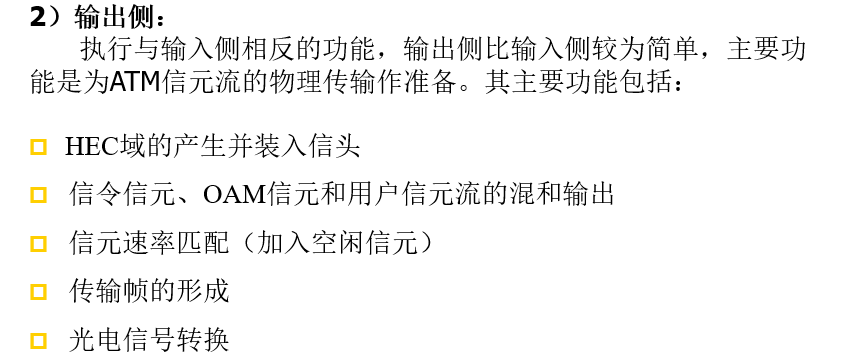 2）输出侧：
执行与输入侧相反的功能，输出侧比输入侧较为简单，主要功
能是为ATM信元流的物理传输作准备。其主要功能包括：
HEC域的产生并装入信头
信令信元、OAM信元和用户信元流的混和输出
信元速率匹配（加入空闲信元）
传输帧的形成
光电信号转换